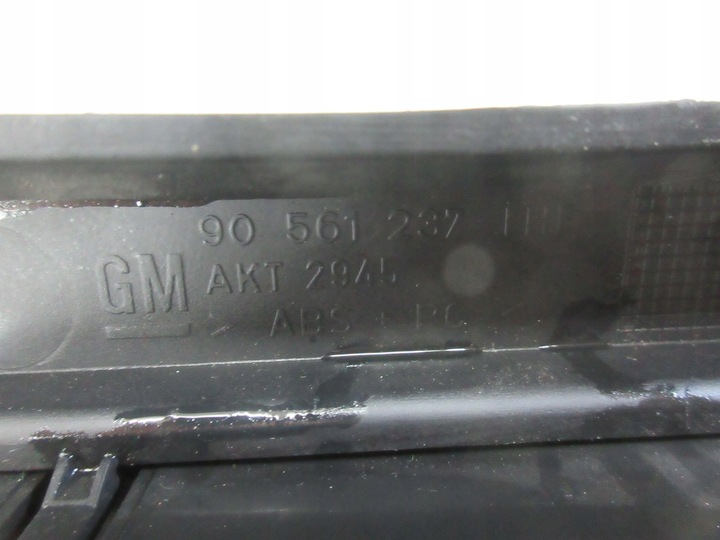 90 561 237
GM
AKT 2945
> ABS + PC